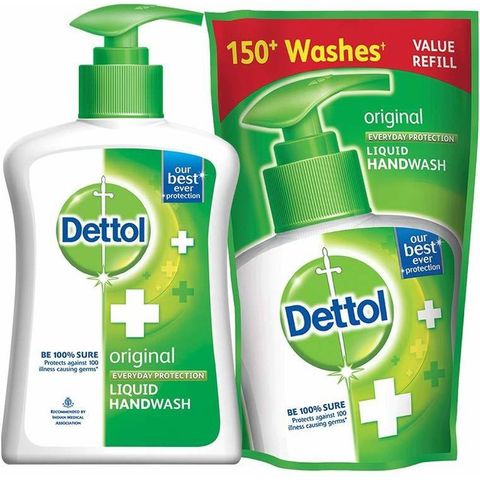 our
best
ever
protection
Dettol
BE 100% SURE
Protects against 100
illness causing germs*
original
EVERYDAY PROTECTION
LIQUID
HANDWASH
RECOMMENDED BY
INDIAN MEDICAL
ASSOCIATION
150+ Washes†
VALUE
REFILL
original
EVERYDAY PROTECTION
LIQUID
HANDWASH
our
best
ever
protection
Dettol
BE 100% SURE
Protects against 100
illness causing germs*